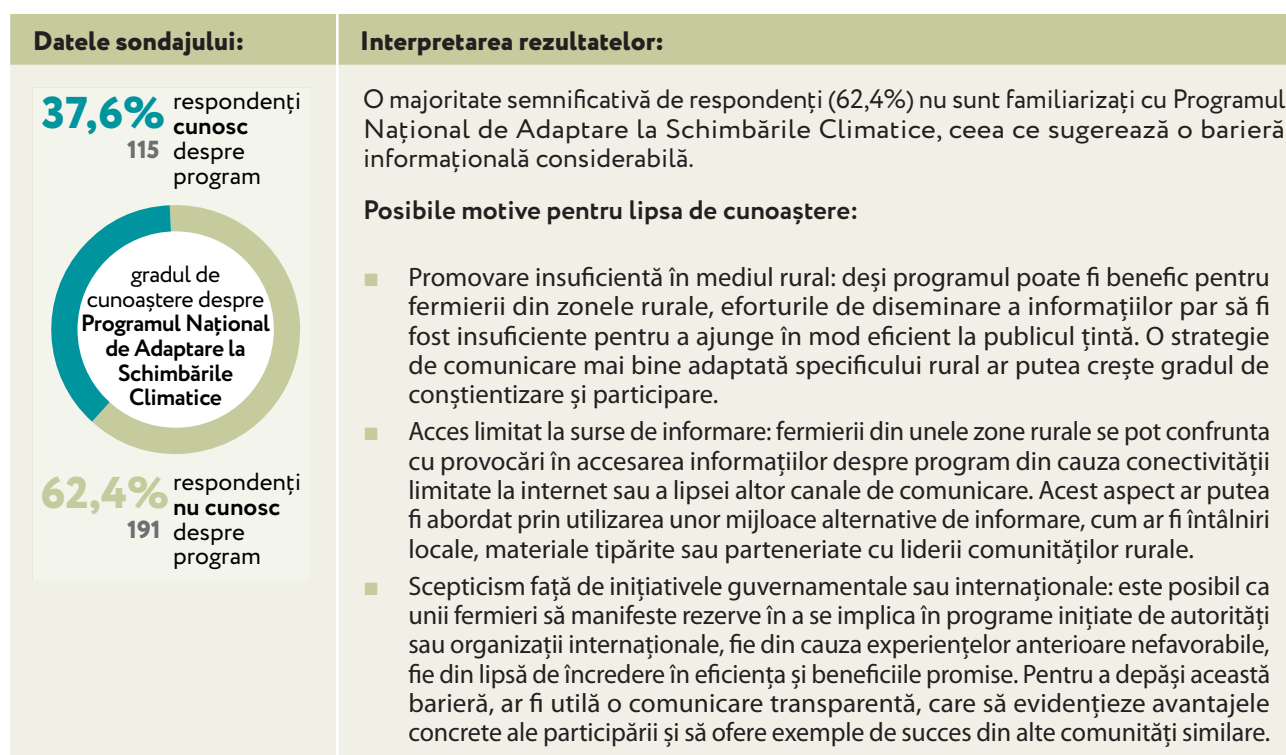 Datele sondajului:
Interpretarea rezultatelor:
37,6% respondenți
cunosc
115 despre
program
gradul de
cunoaștere despre
Programul Național
de Adaptare la
Schimbările
Climatice
62,4% respondenți
nu cunosc
191 despre
program
O majoritate semnificativă de respondenți (62,4%) nu sunt familiarizați cu Programul
Național de Adaptare la Schimbările Climatice, ceea ce sugerează o barieră
informațională considerabilă.
Posibile motive pentru lipsa de cunoaștere:
■ Promovare insuficientă în mediul rural: deși programul poate fi benefic pentru
fermierii din zonele rurale, eforturile de diseminare a informațiilor par să fi
fost insuficiente pentru a ajunge în mod eficient la publicul țintă. O strategie
de comunicare mai bine adaptată specificului rural ar putea crește gradul de
conștientizare și participare.
■ Acces limitat la surse de informare: fermierii din unele zone rurale se pot confrunta
cu provocări în accesarea informațiilor despre program din cauza conectivității
limitate la internet sau a lipsei altor canale de comunicare. Acest aspect ar putea
fi abordat prin utilizarea unor mijloace alternative de informare, cum ar fi întâlniri
locale, materiale tipărite sau parteneriate cu liderii comunităților rurale.
■ Scepticism față de inițiativele guvernamentale sau internaționale: este posibil ca
unii fermieri să manifeste rezerve în a se implica în programe inițiate de autorități
sau organizații internaționale, fie din cauza experiențelor anterioare nefavorabile,
fie din lipsă de încredere în eficiența și beneficiile promise. Pentru a depăși această
barieră, ar fi utilă o comunicare transparentă, care să evidențieze avantajele
concrete ale participării și să ofere exemple de succes din alte comunități similare.